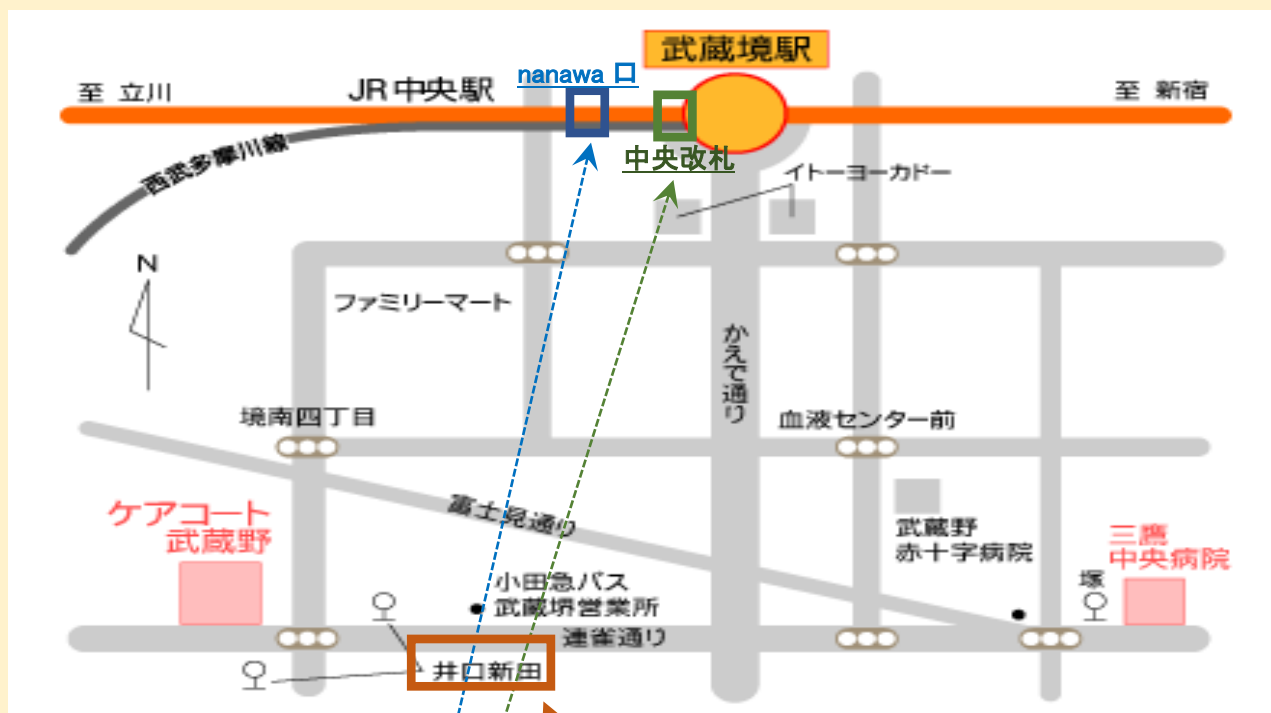 武蔵境駅
nanawa 口
JR中央駅
至 立川
至 新宿
西武多摩川線
中央改札
イトーヨーカドー
N
ファミリーマート
かえで通り
境南四丁目
血液センター前
富士見通り
ケアコート
武蔵野
武蔵野
赤十字病院
三鷹
中央病院
塚
小田急バス
武蔵堺営業所
連雀通り
井口新田